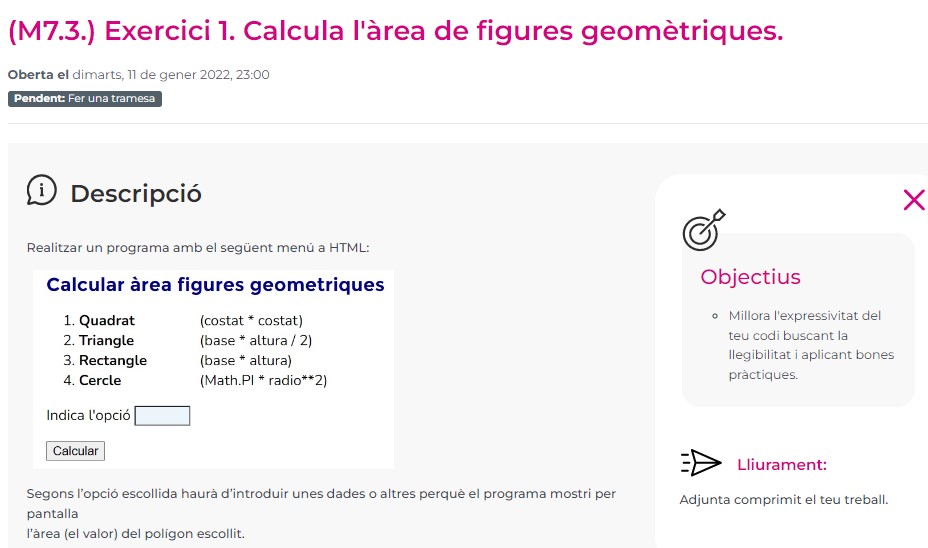 (M7.3.) Exercici 1. Calcula l'àrea de figures geomètriques.
Oberta el dimarts, 11 de gener 2022, 23:00
Pendent: Fer una tramesa
Descripció
Realitzar un programa amb el següent menú a HTML:
Calcular àrea figures geometriques
1. Quadrat (costat * costat)
2. Triangle (base * altura / 2)
3. Rectangle (base * altura)
4. Cercle (Math.PI * radio**2)
Indica l'opció
Calcular
Segons l’opció escollida haurà d’introduir unes dades o altres perquè el programa mostri per
pantalla
l’àrea (el valor) del polígon escollit.
Objectius
Millora l'expressivitat del
teu codi buscant la
llegibilitat i aplicant bones
pràctiques.
Lliurament:
Adjunta comprimit el teu treball.